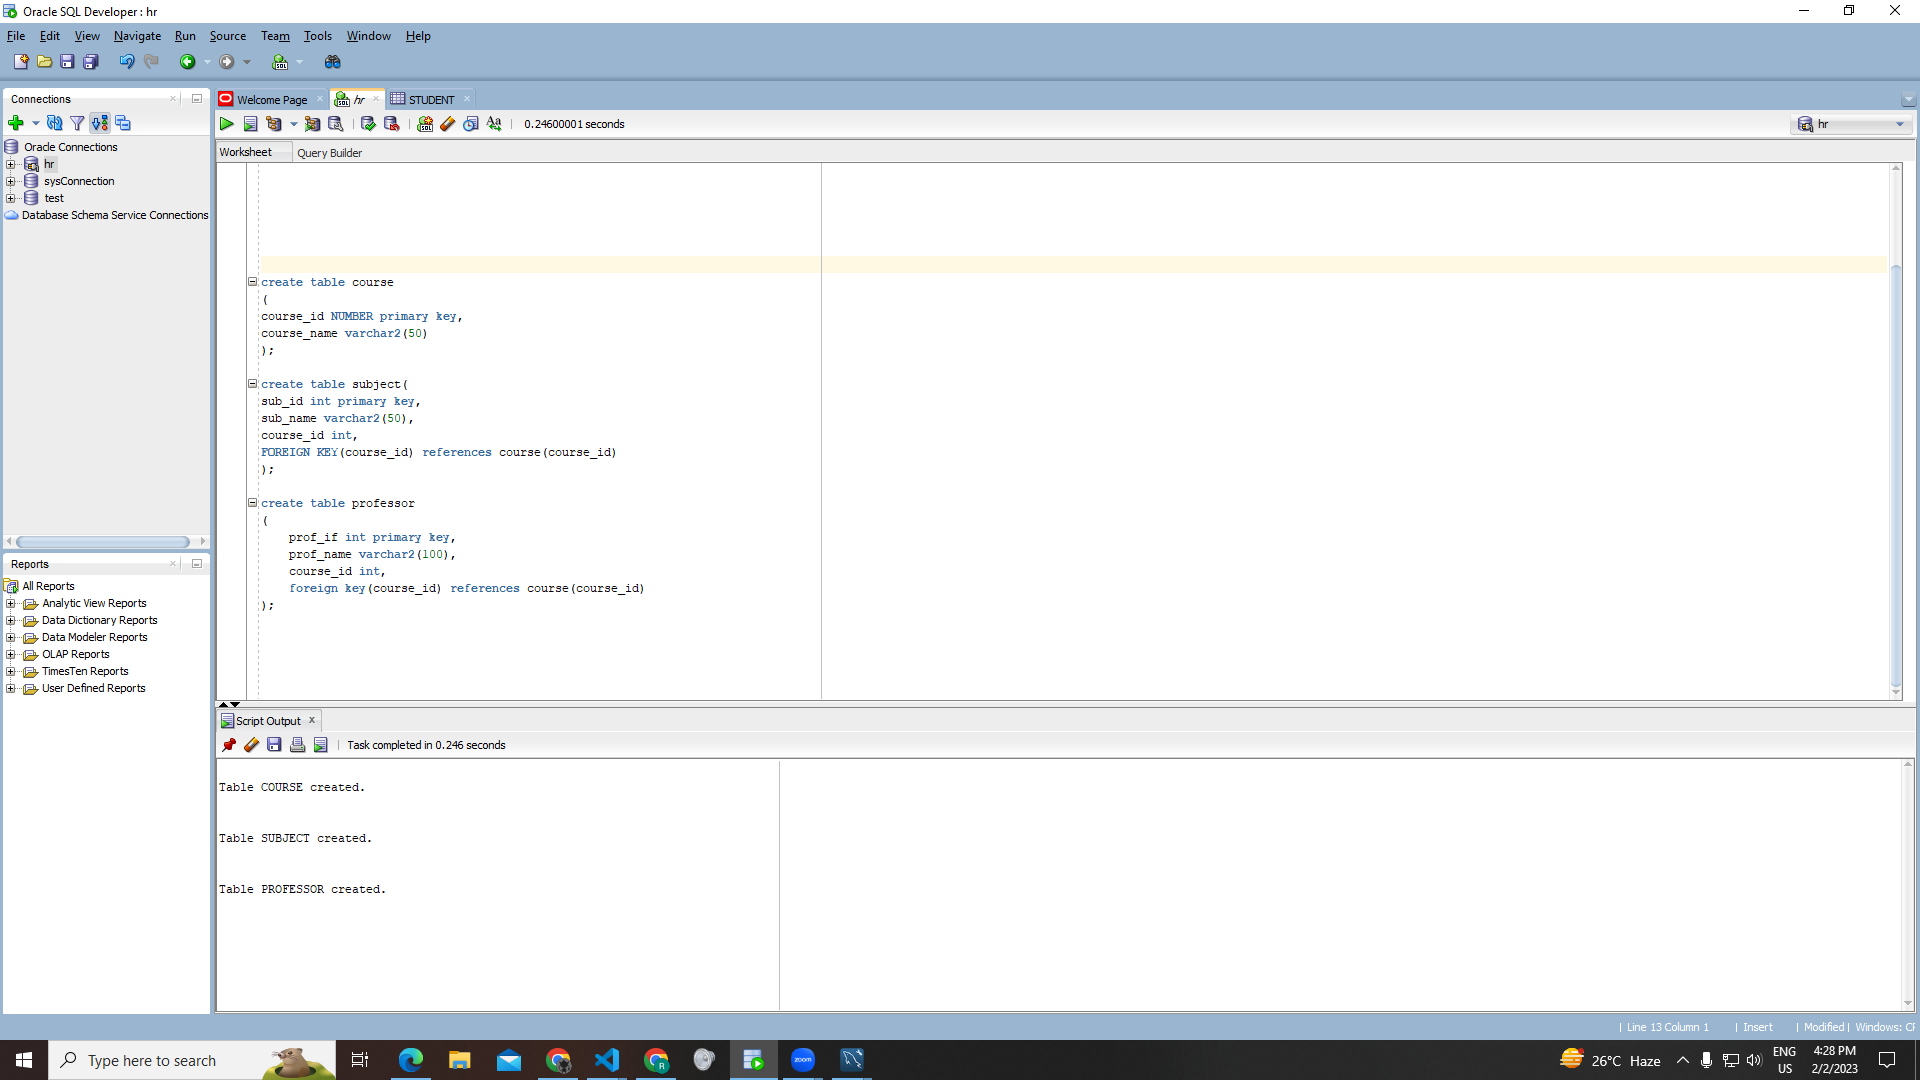 Oracle SQL Developer : hr
File Edit View Navigate Run Source Team Tools Window Help
Connections
Welcome Page hr STUDENT
0.24600001 seconds
hr
Oracle Connections
Worksheet Query Builder
hr
sysConnection
test
Database Schema Service Connections
create table course
(
course_id NUMBER primary key,
course_name varchar2(50)
);
create table subject(
sub_id int primary key,
sub_name varchar2(50),
course_id int,
FOREIGN KEY(course_id) references course(course_id)
);
create table professor
(
prof_if int primary key,
prof_name varchar2(100),
course_id int,
foreign key(course_id) references course(course_id)
);
Reports
All Reports
Analytic View Reports
Data Dictionary Reports
Data Modeler Reports
OLAP Reports
TimesTen Reports
User Defined Reports
Script Output x
Task completed in 0.246 seconds
Table COURSE created.
Table SUBJECT created.
Table PROFESSOR created.
Line 13 Column 1 | Insert | Modified | Windows: CF
Type here to search
zoom
26°C Haze
ENG
US
4:28 PM
2/2/2023